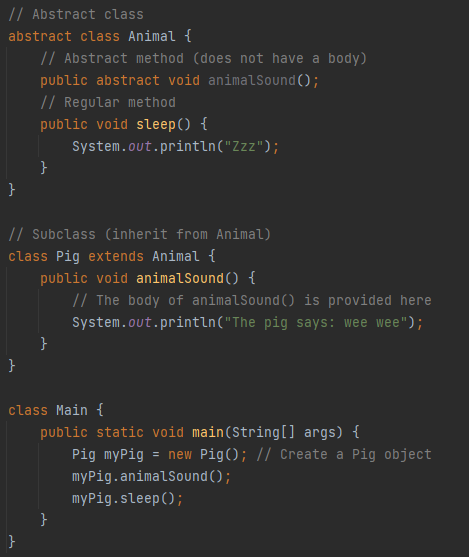 // Abstract class
abstract class Animal {
    // Abstract method (does not have a body)
    public abstract void animalSound();
    // Regular method
    public void sleep() {
        System.out.println("Zzz");
    }
}

// Subclass (inherit from Animal)
class Pig extends Animal {
    public void animalSound() {
        // The body of animalSound() is provided here
        System.out.println("The pig says: wee wee");
    }
}

class Main {
    public static void main(String[] args) {
        Pig myPig = new Pig(); // Create a Pig object
        myPig.animalSound();
        myPig.sleep();
    }
}